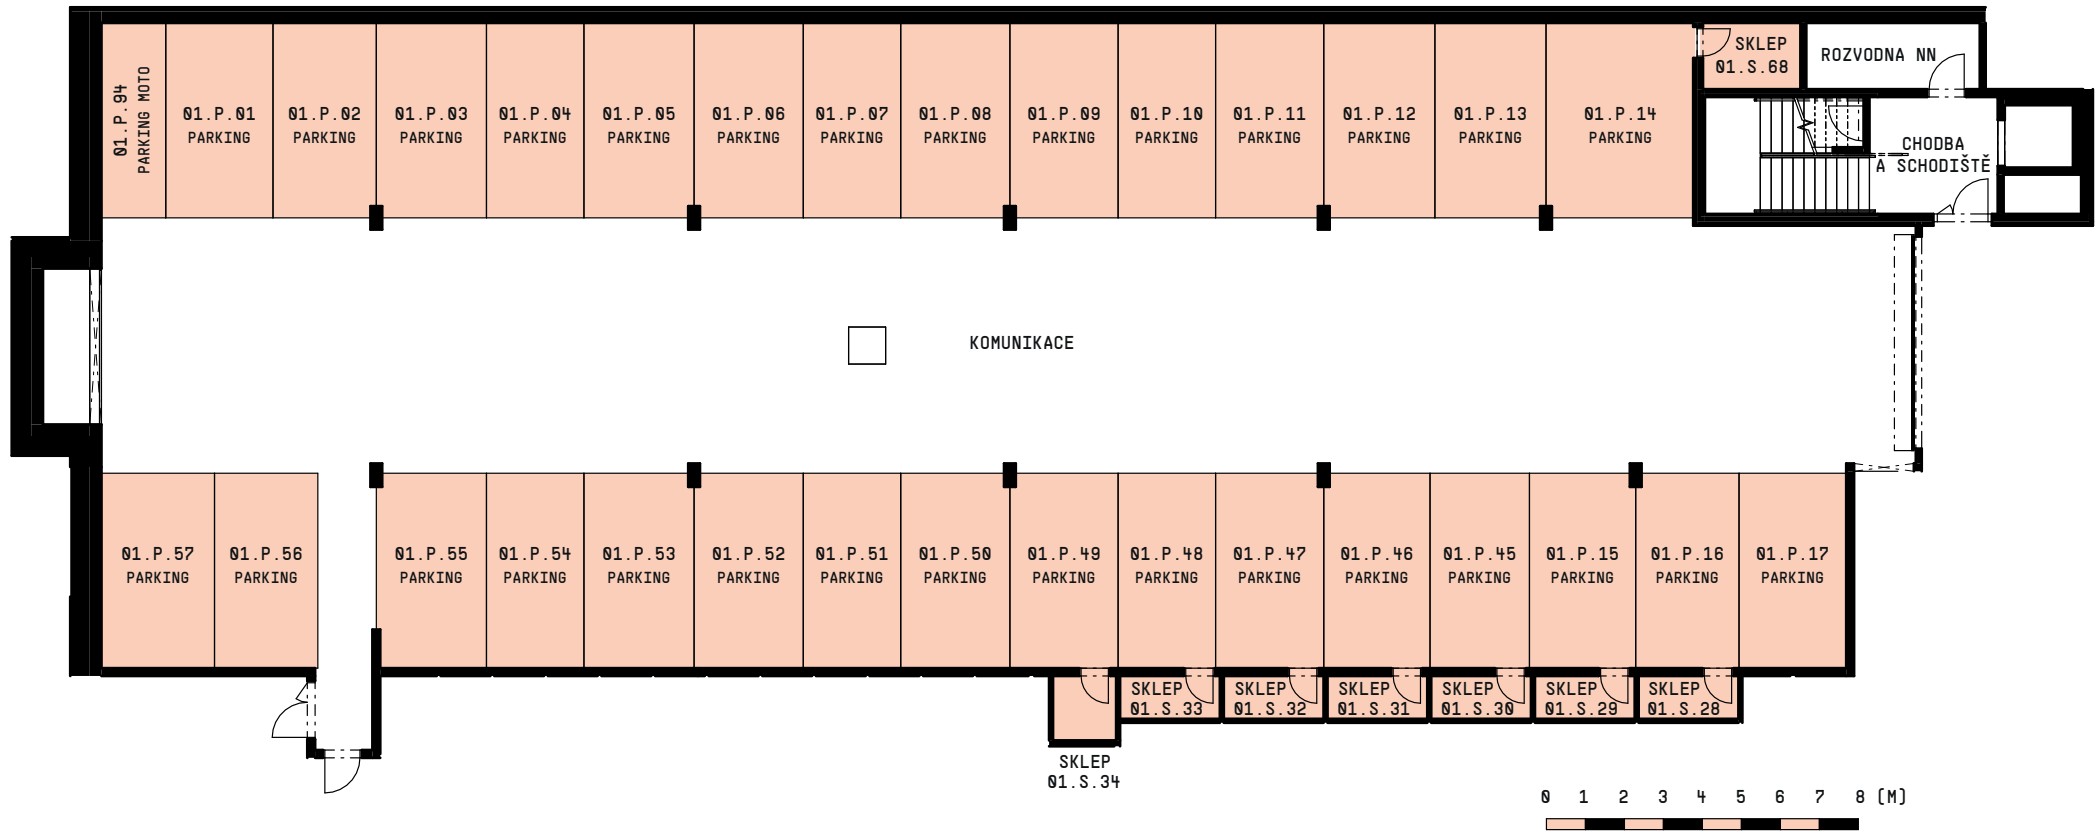 01.P.94
PARKING MOTO
01.P.01
PARKING
01.P.02
PARKING
01.P.03
PARKING
01.P.04
PARKING
01.P.05
PARKING
01.P.06
PARKING
01.P.07
PARKING
01.P.08
PARKING
01.P.09
PARKING
01.P.10
PARKING
01.P.11
PARKING
01.P.12
PARKING
01.P.13
PARKING
01.P.14
PARKING
SKLEP
01.S.68
ROZVODNA NN
CHODBA
A SCHODIŠTĚ
KOMUNIKACE
01.P.57
PARKING
01.P.56
PARKING
01.P.55
PARKING
01.P.54
PARKING
01.P.53
PARKING
01.P.52
PARKING
01.P.51
PARKING
01.P.50
PARKING
01.P.49
PARKING
01.P.48
PARKING
01.P.47
PARKING
01.P.46
PARKING
01.P.45
PARKING
01.P.15
PARKING
01.P.16
PARKING
01.P.17
PARKING
SKLEP
01.S.34
SKLEP
01.S.33
SKLEP
01.S.32
SKLEP
01.S.31
SKLEP
01.S.30
SKLEP
01.S.29
SKLEP
01.S.28
0 1 2 3 4 5 6 7 8 (M)